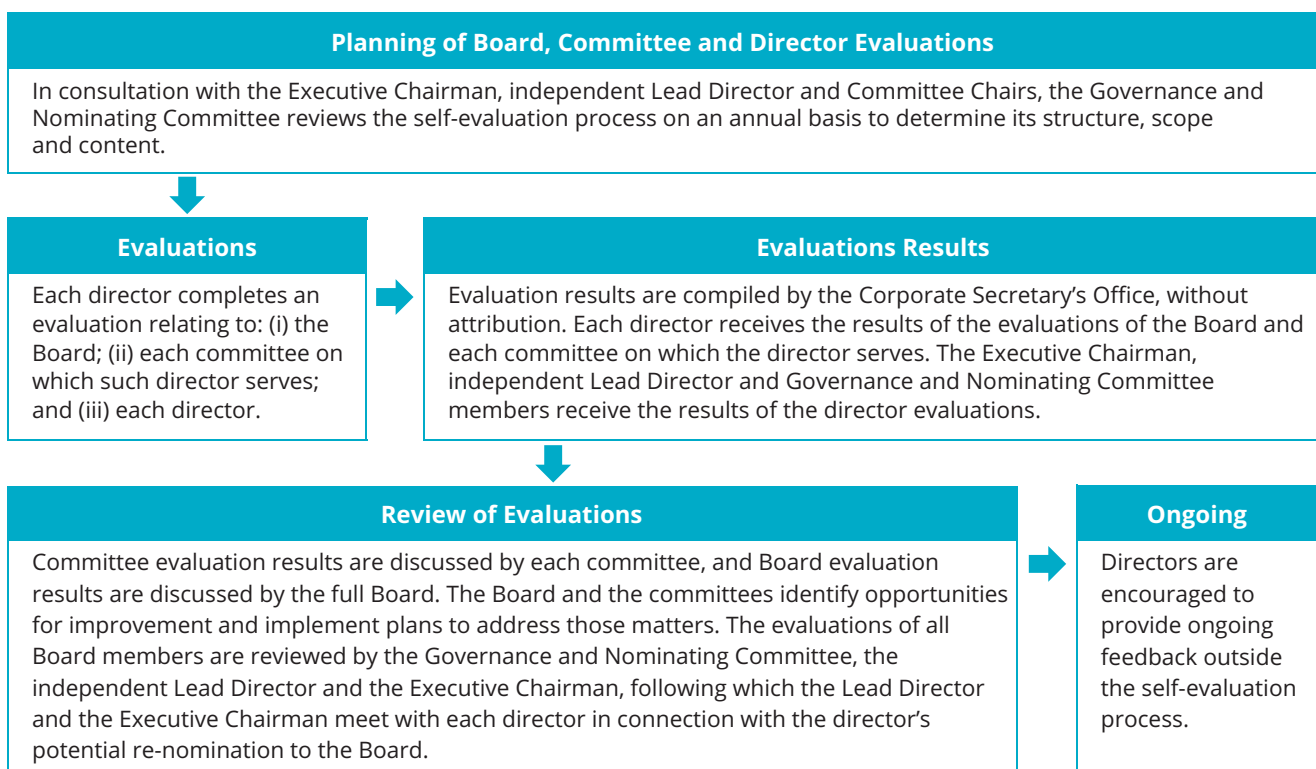 Planning of Board, Committee and Director Evaluations
In consultation with the Executive Chairman, independent Lead Director and Committee Chairs, the Governance and
Nominating Committee reviews the self-evaluation process on an annual basis to determine its structure, scope
and content.
Evaluations
Each director completes an
evaluation relating to: (i) the
Board; (ii) each committee on
which such director serves;
and (iii) each director.
Evaluations Results
Evaluation results are compiled by the Corporate Secretary’s Office, without
attribution. Each director receives the results of the evaluations of the Board and
each committee on which the director serves. The Executive Chairman,
independent Lead Director and Governance and Nominating Committee
members receive the results of the director evaluations.
Review of Evaluations
Committee evaluation results are discussed by each committee, and Board evaluation
results are discussed by the full Board. The Board and the committees identify opportunities
for improvement and implement plans to address those matters. The evaluations of all
Board members are reviewed by the Governance and Nominating Committee, the
independent Lead Director and the Executive Chairman, following which the Lead Director
and the Executive Chairman meet with each director in connection with the director’s
potential re-nomination to the Board.
Ongoing
Directors are
encouraged to
provide ongoing
feedback outside
the self-evaluation
process.